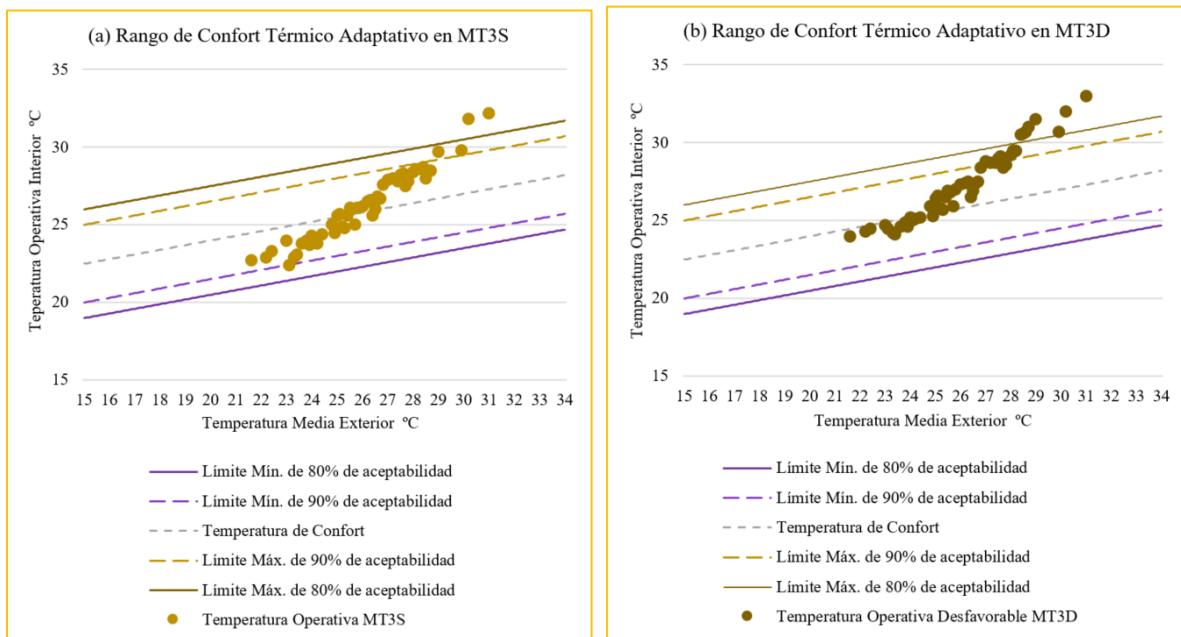 (a) Rango de Confort Térmico Adaptativo en MT3S
Teperatura Operativa Interior ºC
35
30
25
20
15
15 16 17 18 19 20 21 22 23 24 25 26 27 28 29 30 31 32 33 34
Temperatura Media Exterior ºC
Límite Mín. de 80% de aceptabilidad
Límite Mín. de 90% de aceptabilidad
Temperatura de Confort
Límite Máx. de 90% de aceptabilidad
Límite Máx. de 80% de aceptabilidad
Temperatura Operativa MT3S
(b) Rango de Confort Térmico Adaptativo en MT3D
Temperatura Operativa Interior ºC
35
30
25
20
15
15 16 17 18 19 20 21 22 23 24 25 26 27 28 29 30 31 32 33 34
Temperatura Media Exterior ºC
Límite Mín. de 80% de aceptabilidad
Límite Mín. de 90% de aceptabilidad
Temperatura de Confort
Límite Máx. de 90% de aceptabilidad
Límite Máx. de 80% de aceptabilidad
Temperatura Operativa Desfavorable MT3D